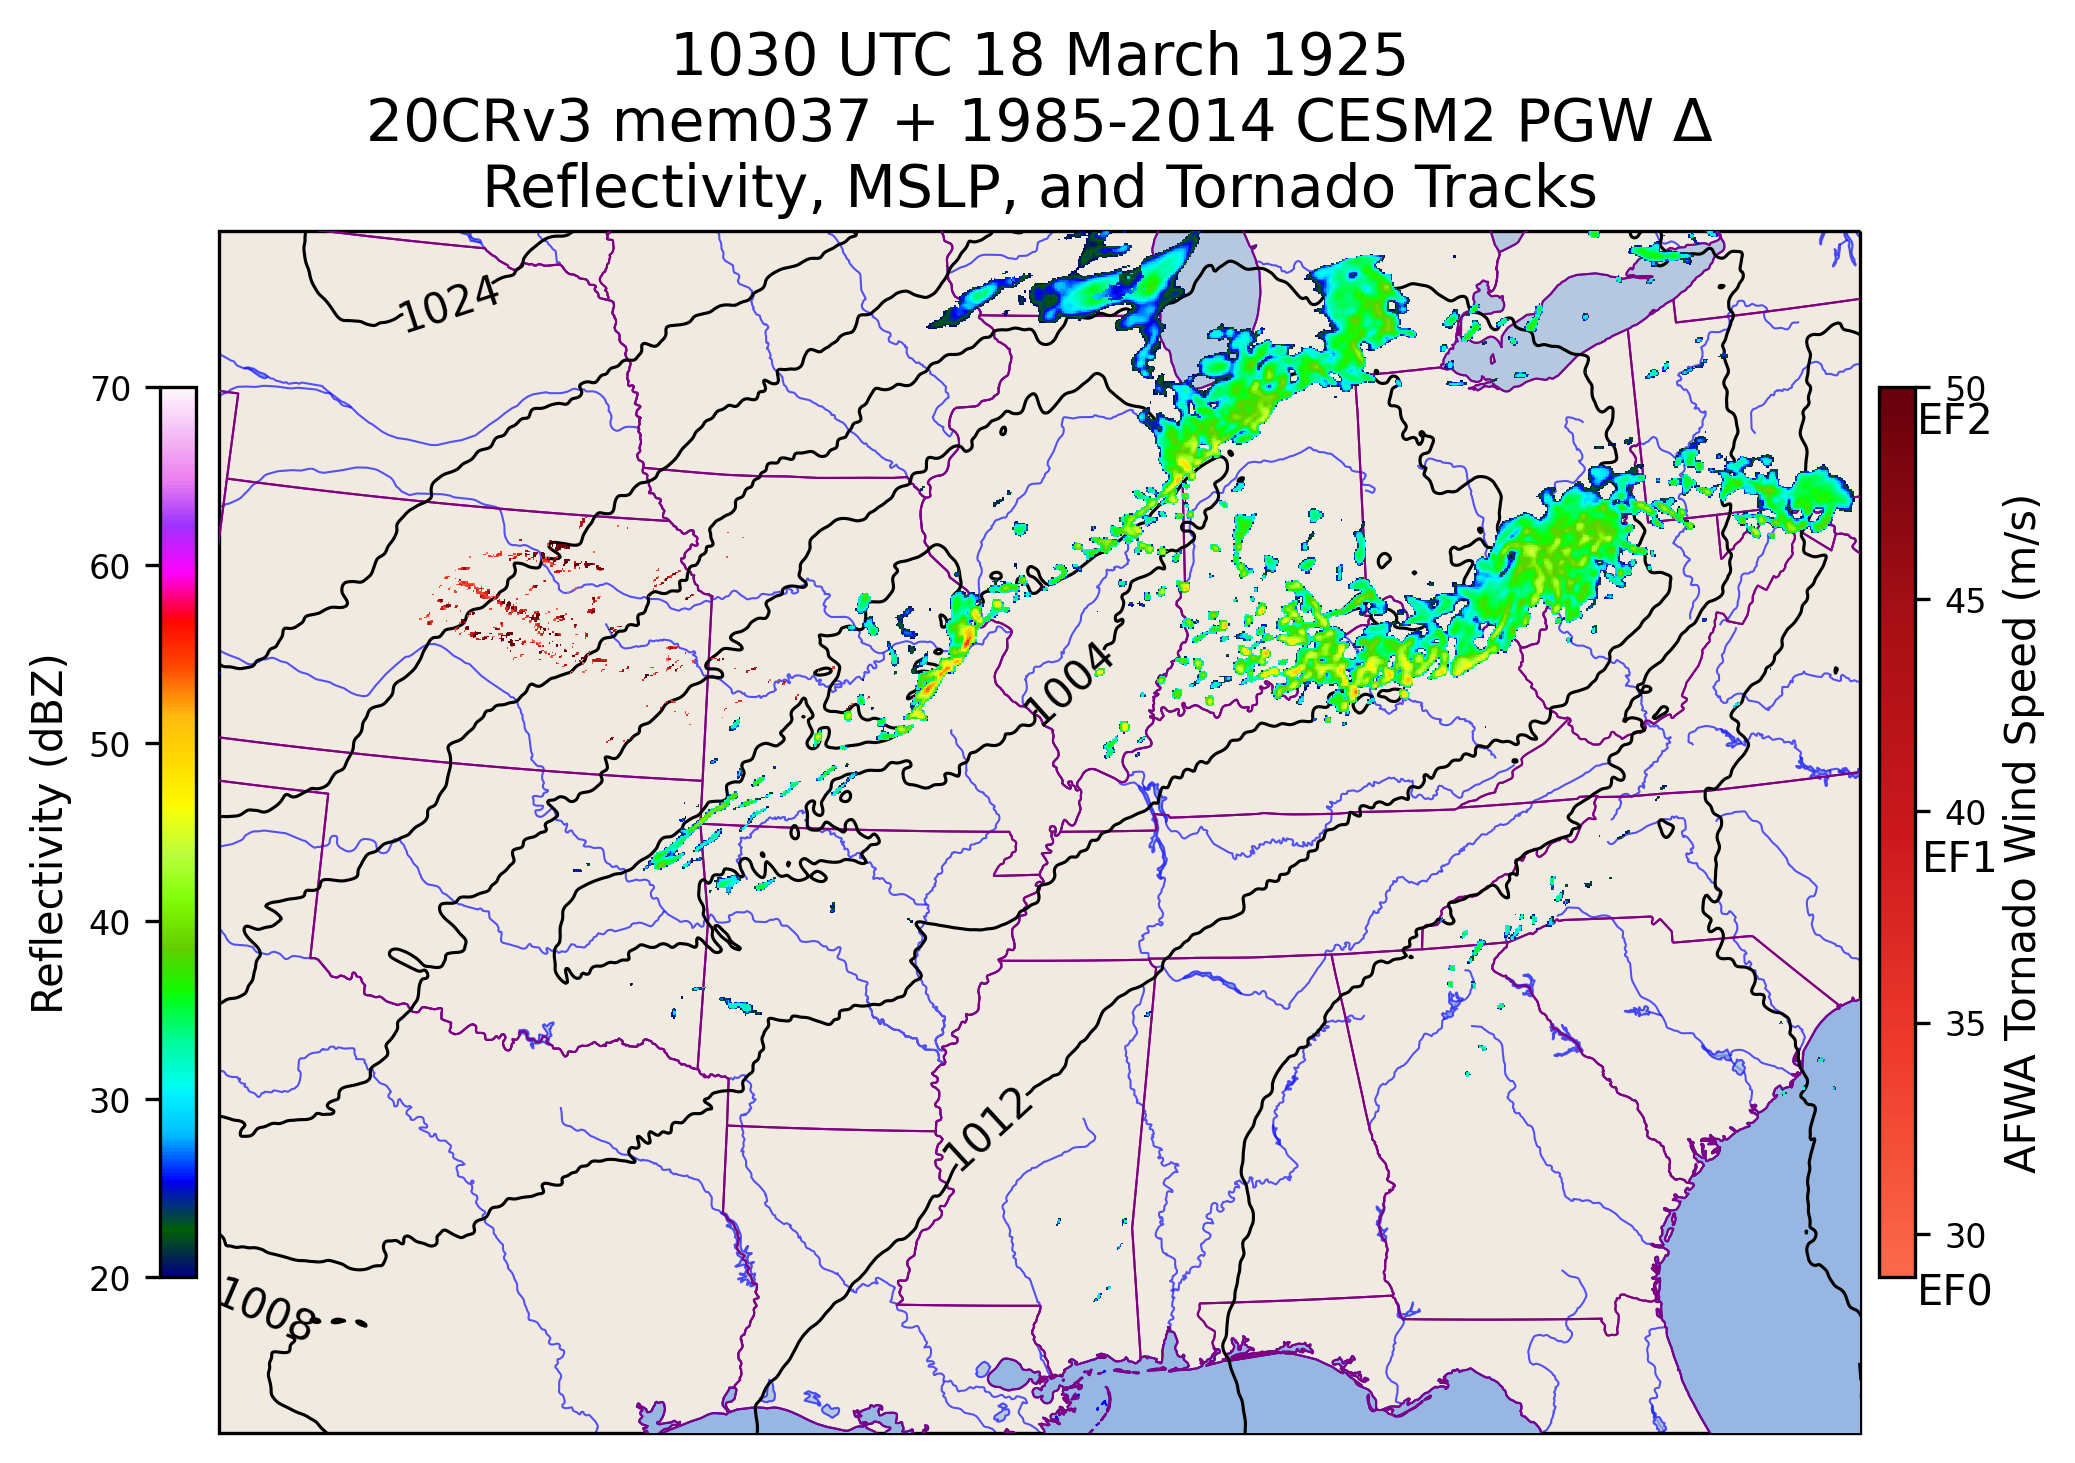 1030 UTC 18 March 1925
20CRv3 mem037 + 1985-2014 CESM2 PGW Δ
Reflectivity, MSLP, and Tornado Tracks
Reflectivity (dBZ)
70
60
50
40
30
20
1024
1004
1012
1008
50
EF2
45
40
EF1
35
30
EF0
AFWA Tornado Wind Speed (m/s)